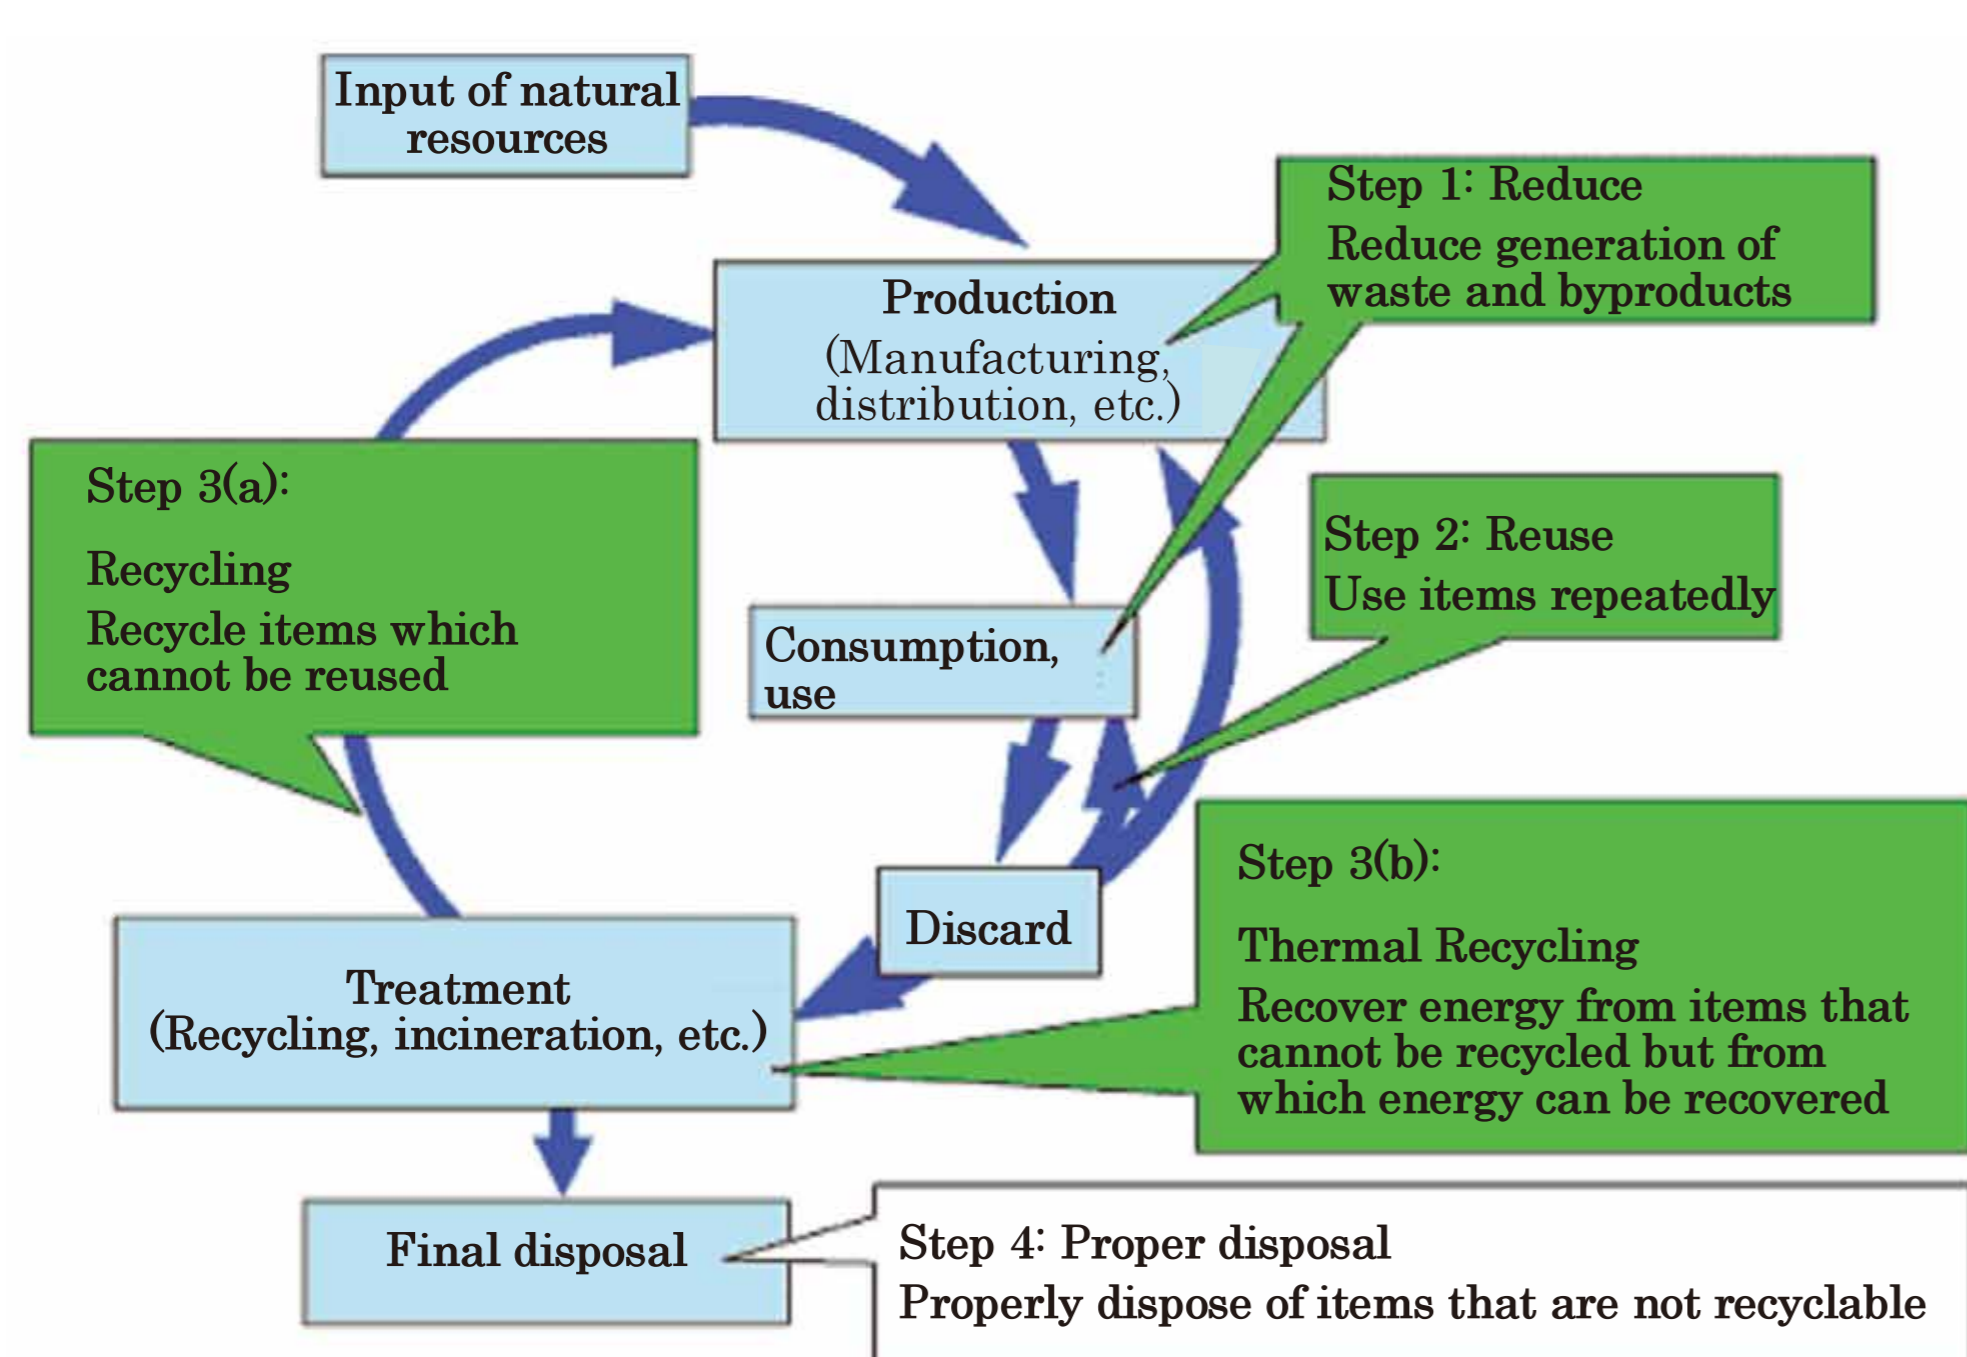 Input of natural
resources
Step 1: Reduce
Reduce generation of
waste and byproducts
Production
(Manufacturing,
distribution, etc.)
Step 3(a):
Recycling
Recycle items which
cannot be reused
Step 2: Reuse
Use items repeatedly
Consumption,
use
Step 3(b):
Thermal Recycling
Recover energy from items that
cannot be recycled but from
which energy can be recovered
Discard
Treatment
(Recycling, incineration, etc.)
Final disposal
Step 4: Proper disposal
Properly dispose of items that are not recyclable